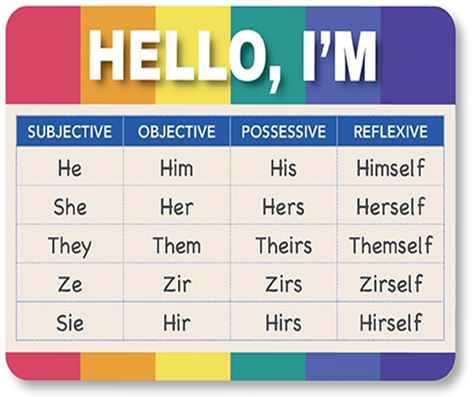 HELLO, I'M
SUBJECTIVE OBJECTIVE POSSESSIVE REFLEXIVE
He Him His Himself
She Her Hers Herself
They Them Theirs Themself
Ze Zir Zirs Zirself
Sie Hir Hirs Hirself